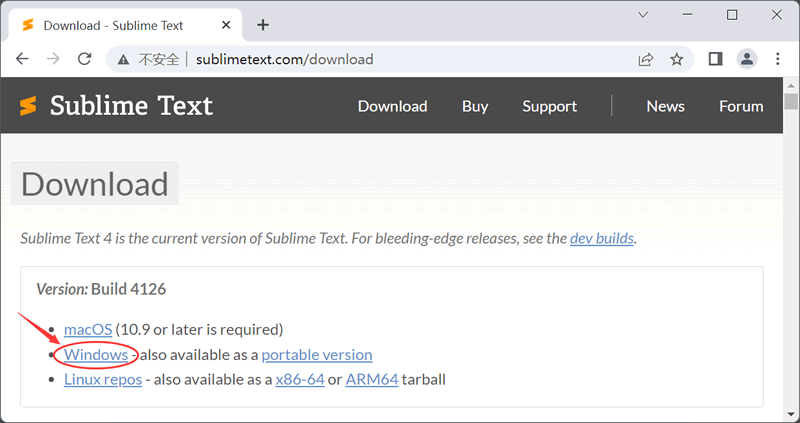 Download - Sublime Text
不安全 | sublimetext.com/download
Sublime Text
Download Buy Support | News Forum
Download
Sublime Text 4 is the current version of Sublime Text. For bleeding-edge releases, see the dev builds.
Version: Build 4126
macOS (10.9 or later is required)
Windows - also available as a portable version
Linux repos - also available as a x86-64 or ARM64 tarball